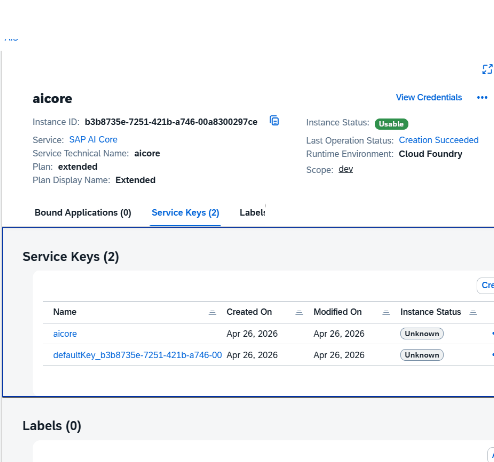 aicore
View Credentials
Instance ID: b3b8735e-7251-421b-a746-00a8300297ce
Instance Status: Usable
Service: SAP AI Core
Last Operation Status: Creation Succeeded
Service Technical Name: aicore
Runtime Environment: Cloud Foundry
Plan: extended
Scope: dev
Plan Display Name: Extended
Bound Applications (0) Service Keys (2) Labels
Service Keys (2)
Cre
Name Created On Modified On Instance Status
aicore Apr 26, 2026 Apr 26, 2026 Unknown
defaultKey_b3b8735e-7251-421b-a746-00 Apr 26, 2026 Apr 26, 2026 Unknown
Labels (0)